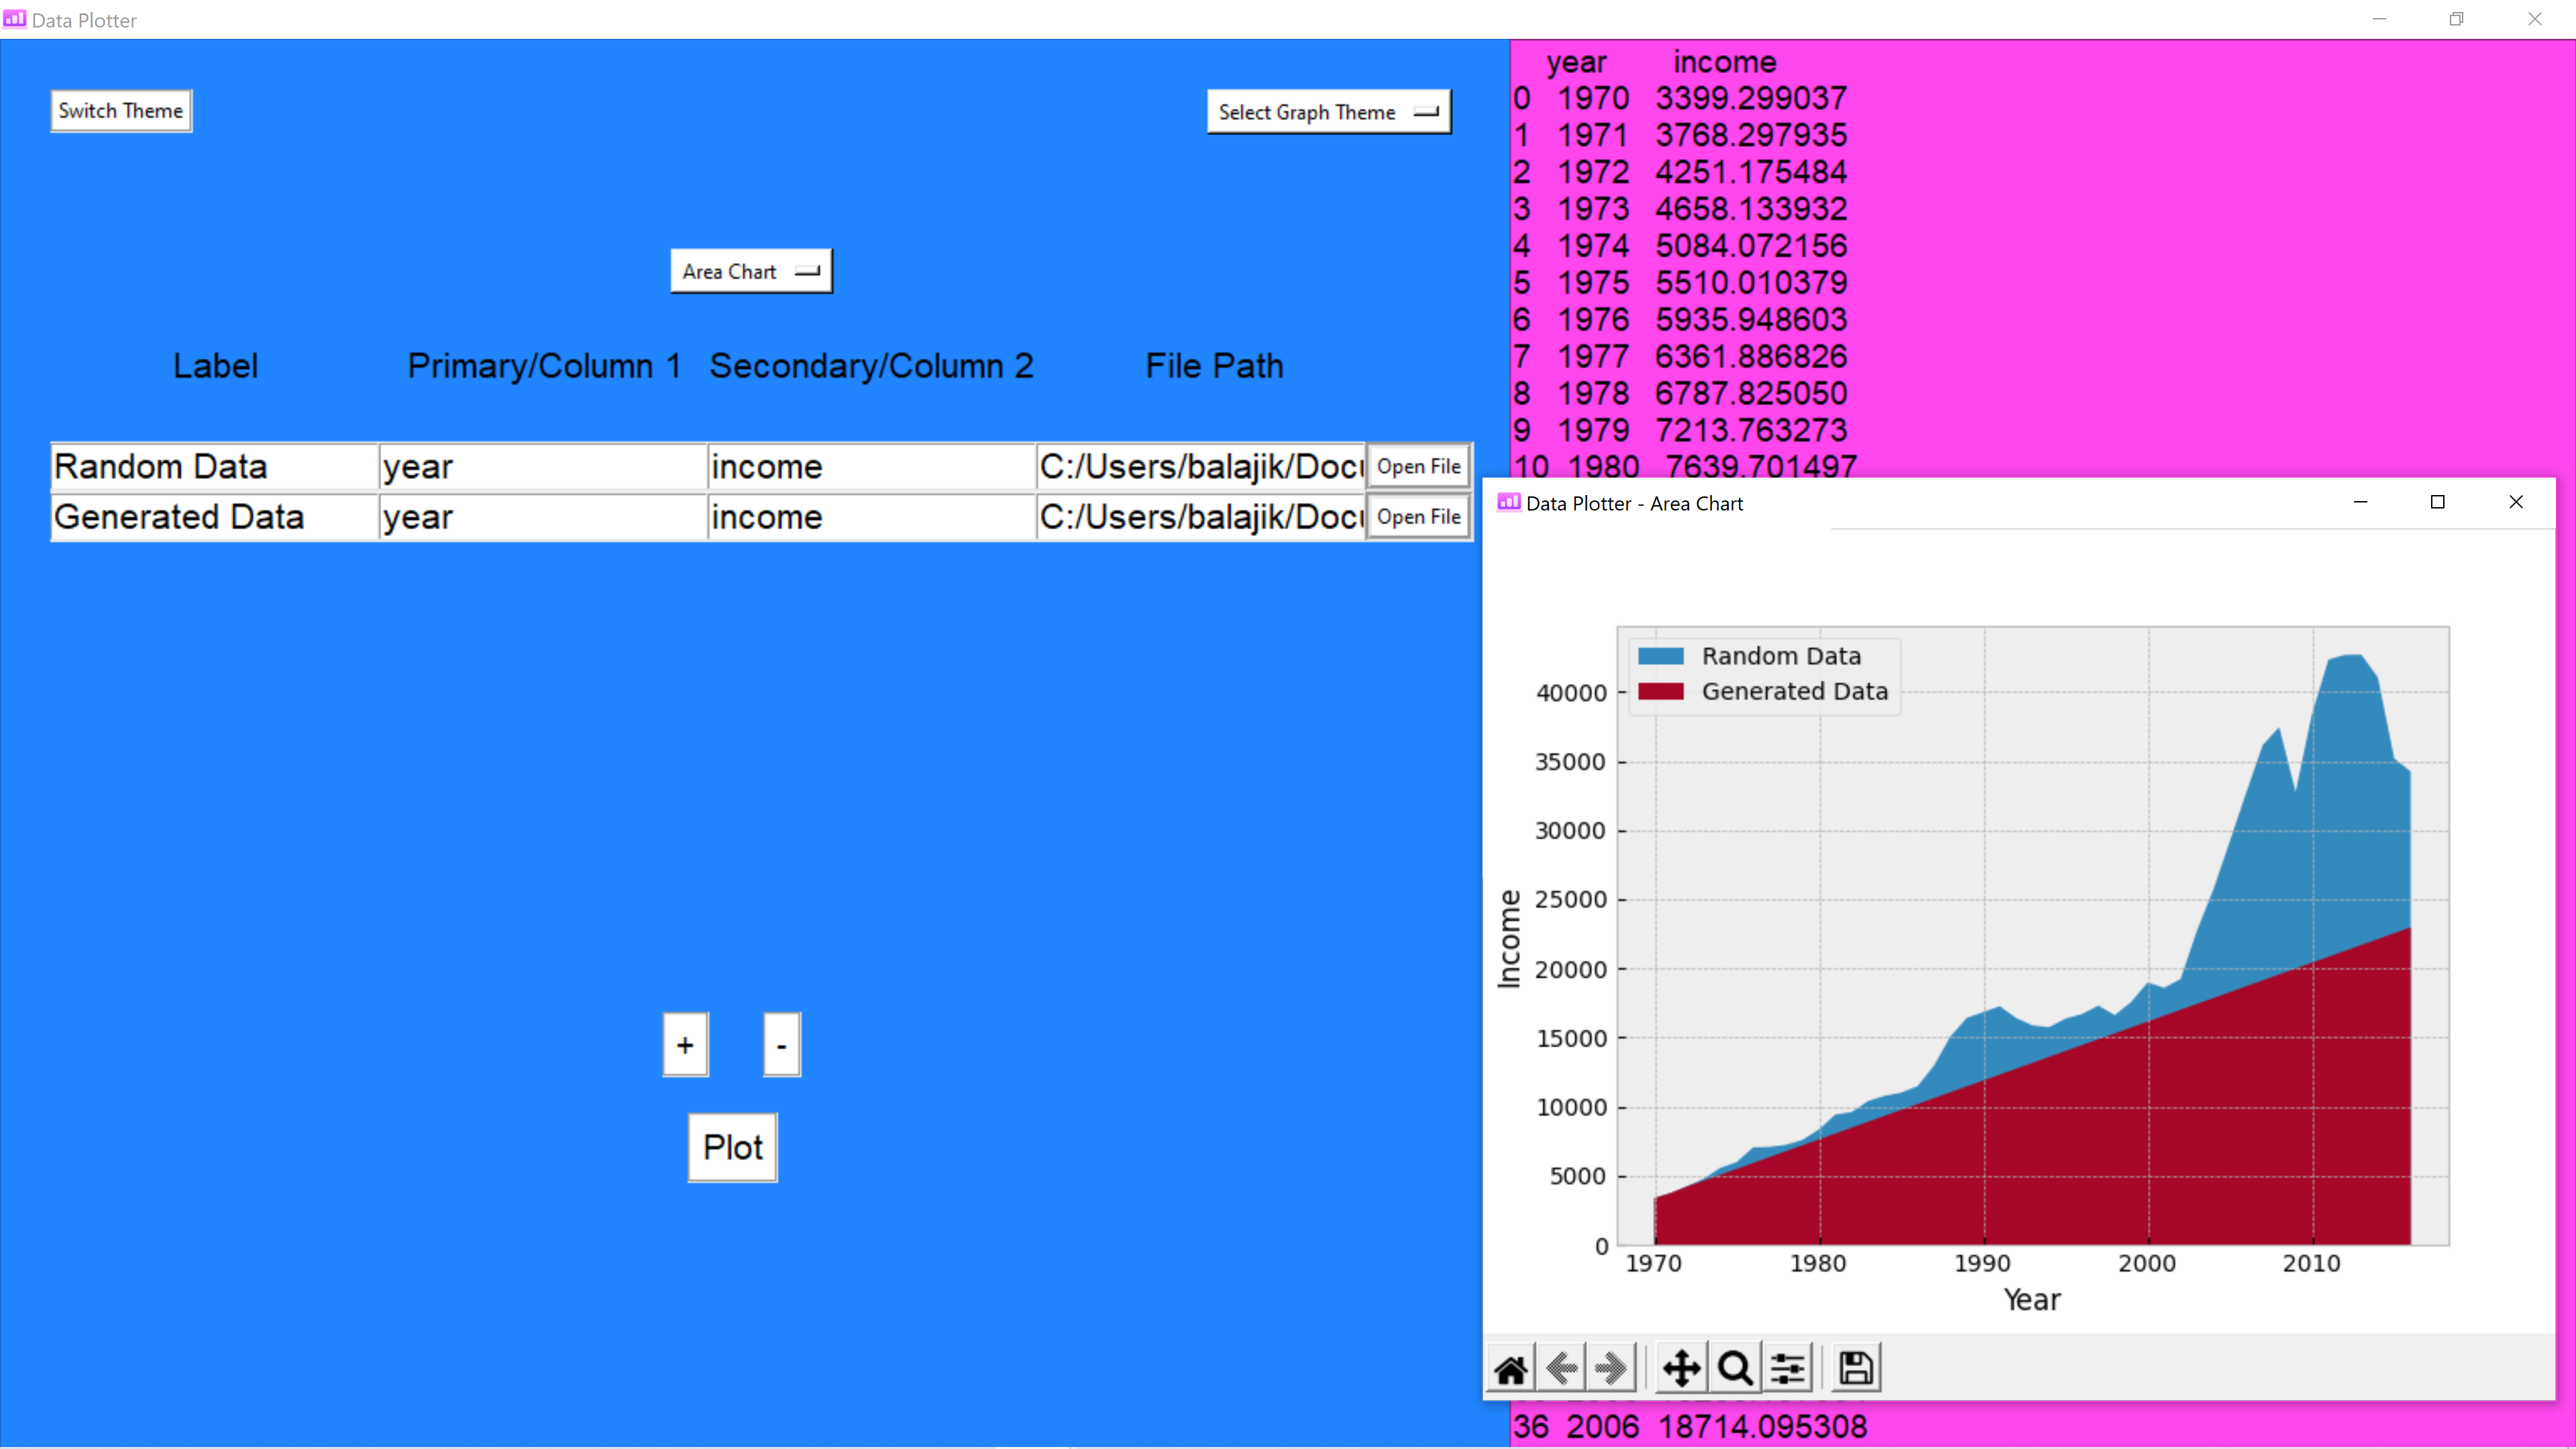 Data Plotter
Switch Theme
Select Graph Theme
Area Chart
Label Primary/Column 1 Secondary/Column 2 File Path
Random Data year income C:/Users/balajik/Docu Open File
Generated Data year income C:/Users/balajik/Docu Open File
+ -
Plot
year income
0 1970 3399.299037
1 1971 3768.297935
2 1972 4251.175484
3 1973 4658.133932
4 1974 5084.072156
5 1975 5510.010379
6 1976 5935.948603
7 1977 6361.886826
8 1978 6787.825050
9 1979 7213.763273
10 1980 7639.701497
Data Plotter - Area Chart
Random Data
Generated Data
40000
35000
30000
25000
20000
15000
10000
5000
0
Income
1970 1980 1990 2000 2010
Year
36 2006 18714.095308